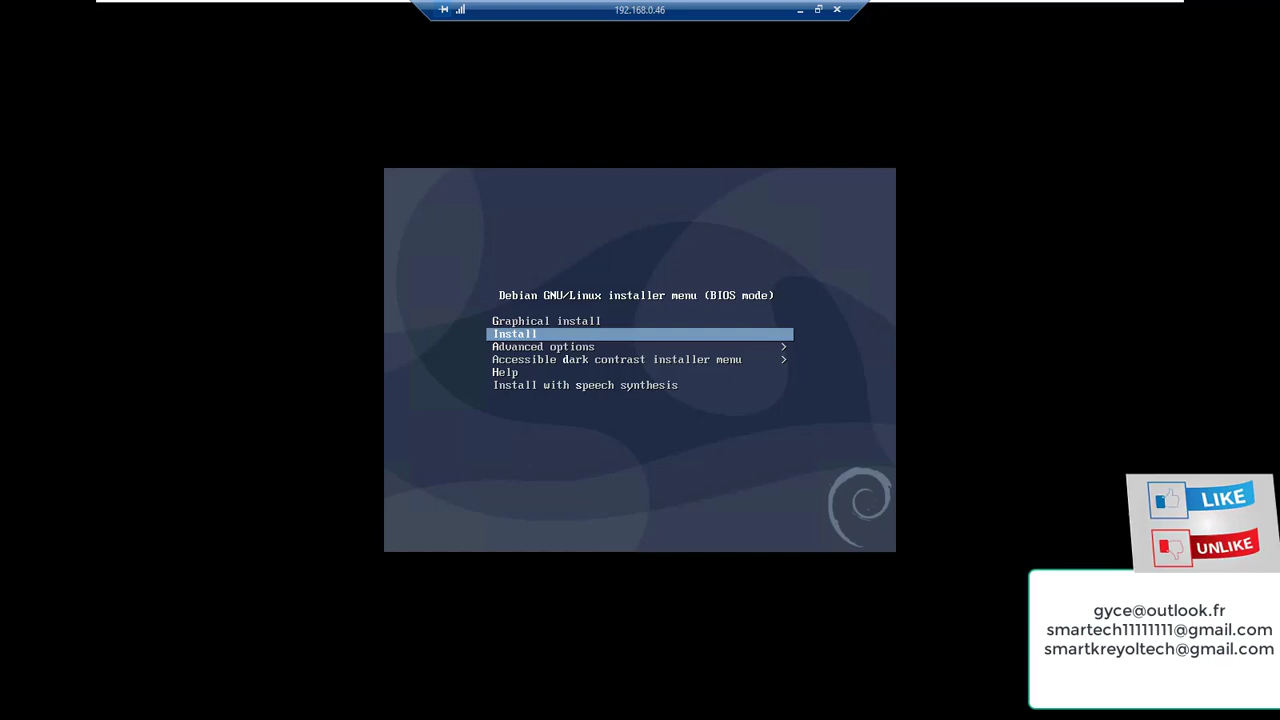 192.168.0.46
Debian GNU/Linux installer menu (BIOS mode)
Graphical install
Install
Advanced options >
Accessible dark contrast installer menu >
Help
Install with speech synthesis
LIKE
UNLIKE
gyce@outlook.fr
smartech11111111@gmail.com
smartkreyoltech@gmail.com